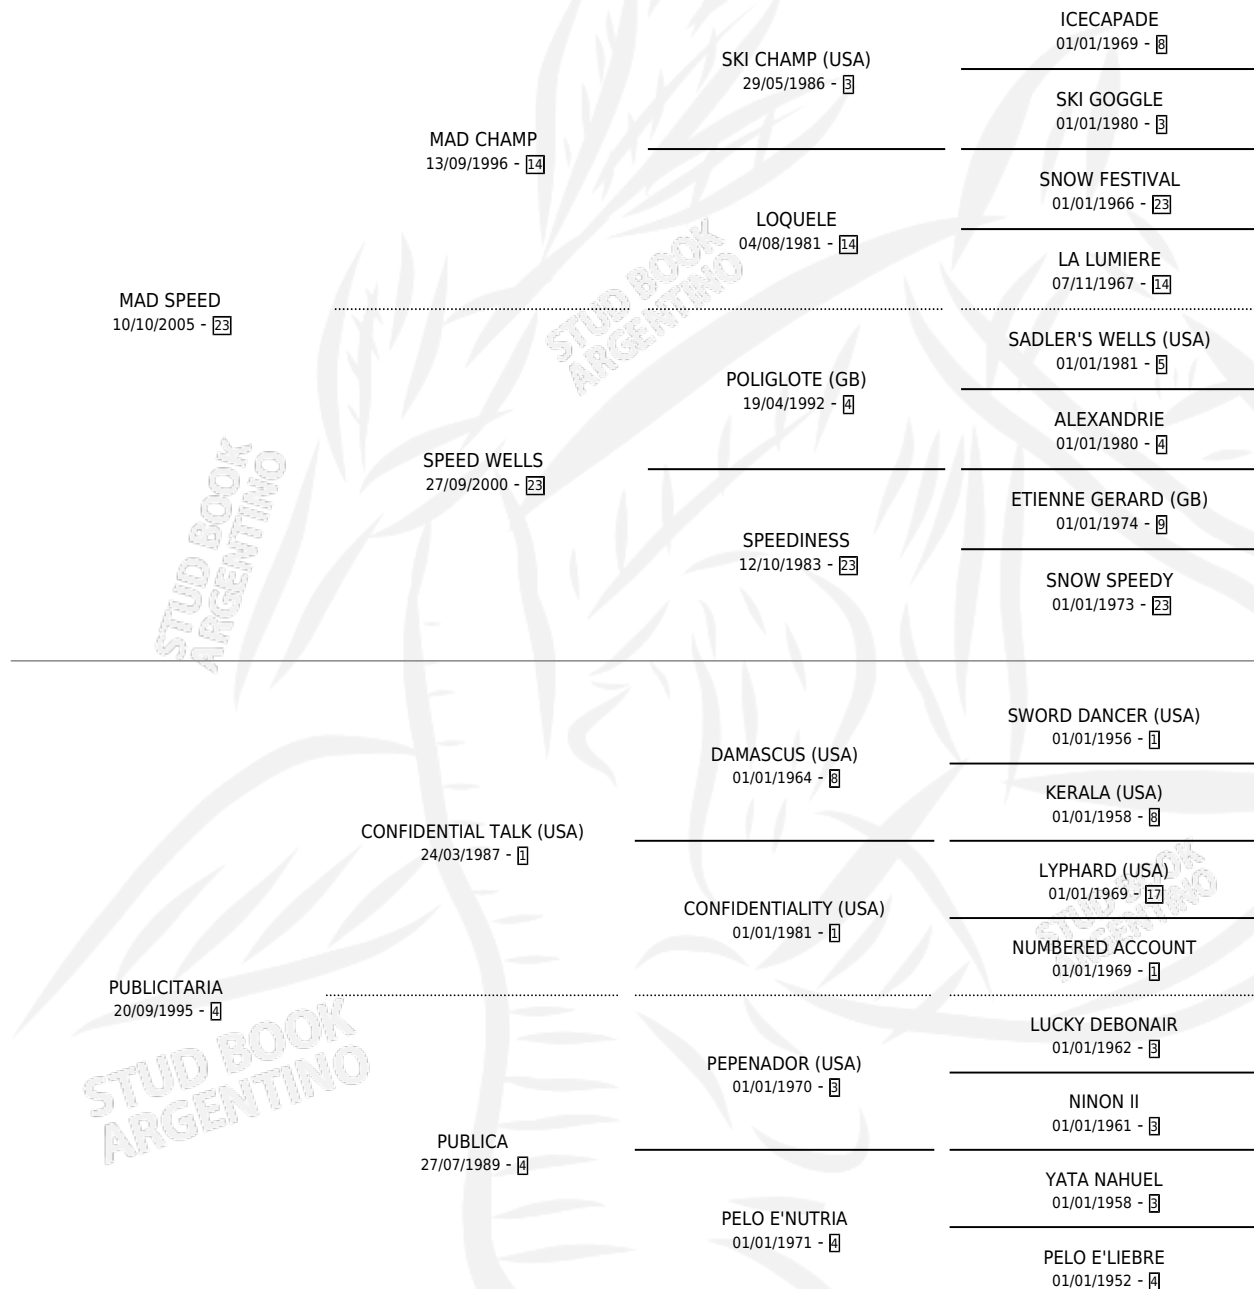 ICECAPADE
01/01/1969 - 8
SKI CHAMP (USA)
29/05/1986 - 3
SKI GOGGLE
01/01/1980 - 3
MAD CHAMP
13/09/1996 - 14
SNOW FESTIVAL
01/01/1966 - 23
LOQUELE
04/08/1981 - 14
LA LUMIERE
07/11/1967 - 14
MAD SPEED
10/10/2005 - 23
SADLER'S WELLS (USA)
01/01/1981 - 5
POLIGLOTE (GB)
19/04/1992 - 4
ALEXANDRIE
01/01/1980 - 4
SPEED WELLS
27/09/2000 - 23
ETIENNE GERARD (GB)
01/01/1974 - 9
SPEEDINESS
12/10/1983 - 23
SNOW SPEEDY
01/01/1973 - 23
STUD BOOK
ARGENTINO
STUD BOOK
ARGENTINO
SWORD DANCER (USA)
01/01/1956 - 1
DAMASCUS (USA)
01/01/1964 - 8
KERALA (USA)
01/01/1958 - 8
CONFIDENTIAL TALK (USA)
24/03/1987 - 1
LYPHARD (USA)
01/01/1969 - 17
CONFIDENTIALITY (USA)
01/01/1981 - 1
NUMBERED ACCOUNT
01/01/1969 - 1
PUBLICITARIA
20/09/1995 - 4
LUCKY DEBONAIR
01/01/1962 - 3
PEPENADOR (USA)
01/01/1970 - 3
NINON II
01/01/1961 - 3
PUBLICA
27/07/1989 - 4
YATA NAHUEL
01/01/1958 - 3
PELO E'NUTRIA
01/01/1971 - 4
PELO E'LIEBRE
01/01/1952 - 4
STUD BOOK
ARGENTINO
STUD BOOK
ARGENTINO